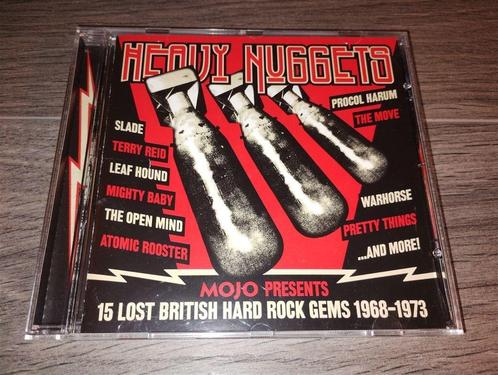 HEAVY NUGGETS
SLADE
TERRY REID
LEAF HOUND
MIGHTY BABY
THE OPEN MIND
ATOMIC ROOSTER
PROCOL HARUM
THE MOVE
WARHORSE
PRETTY THINGS
...AND MORE!
MOJO PRESENTS
15 LOST BRITISH HARD ROCK GEMS 1968-1973